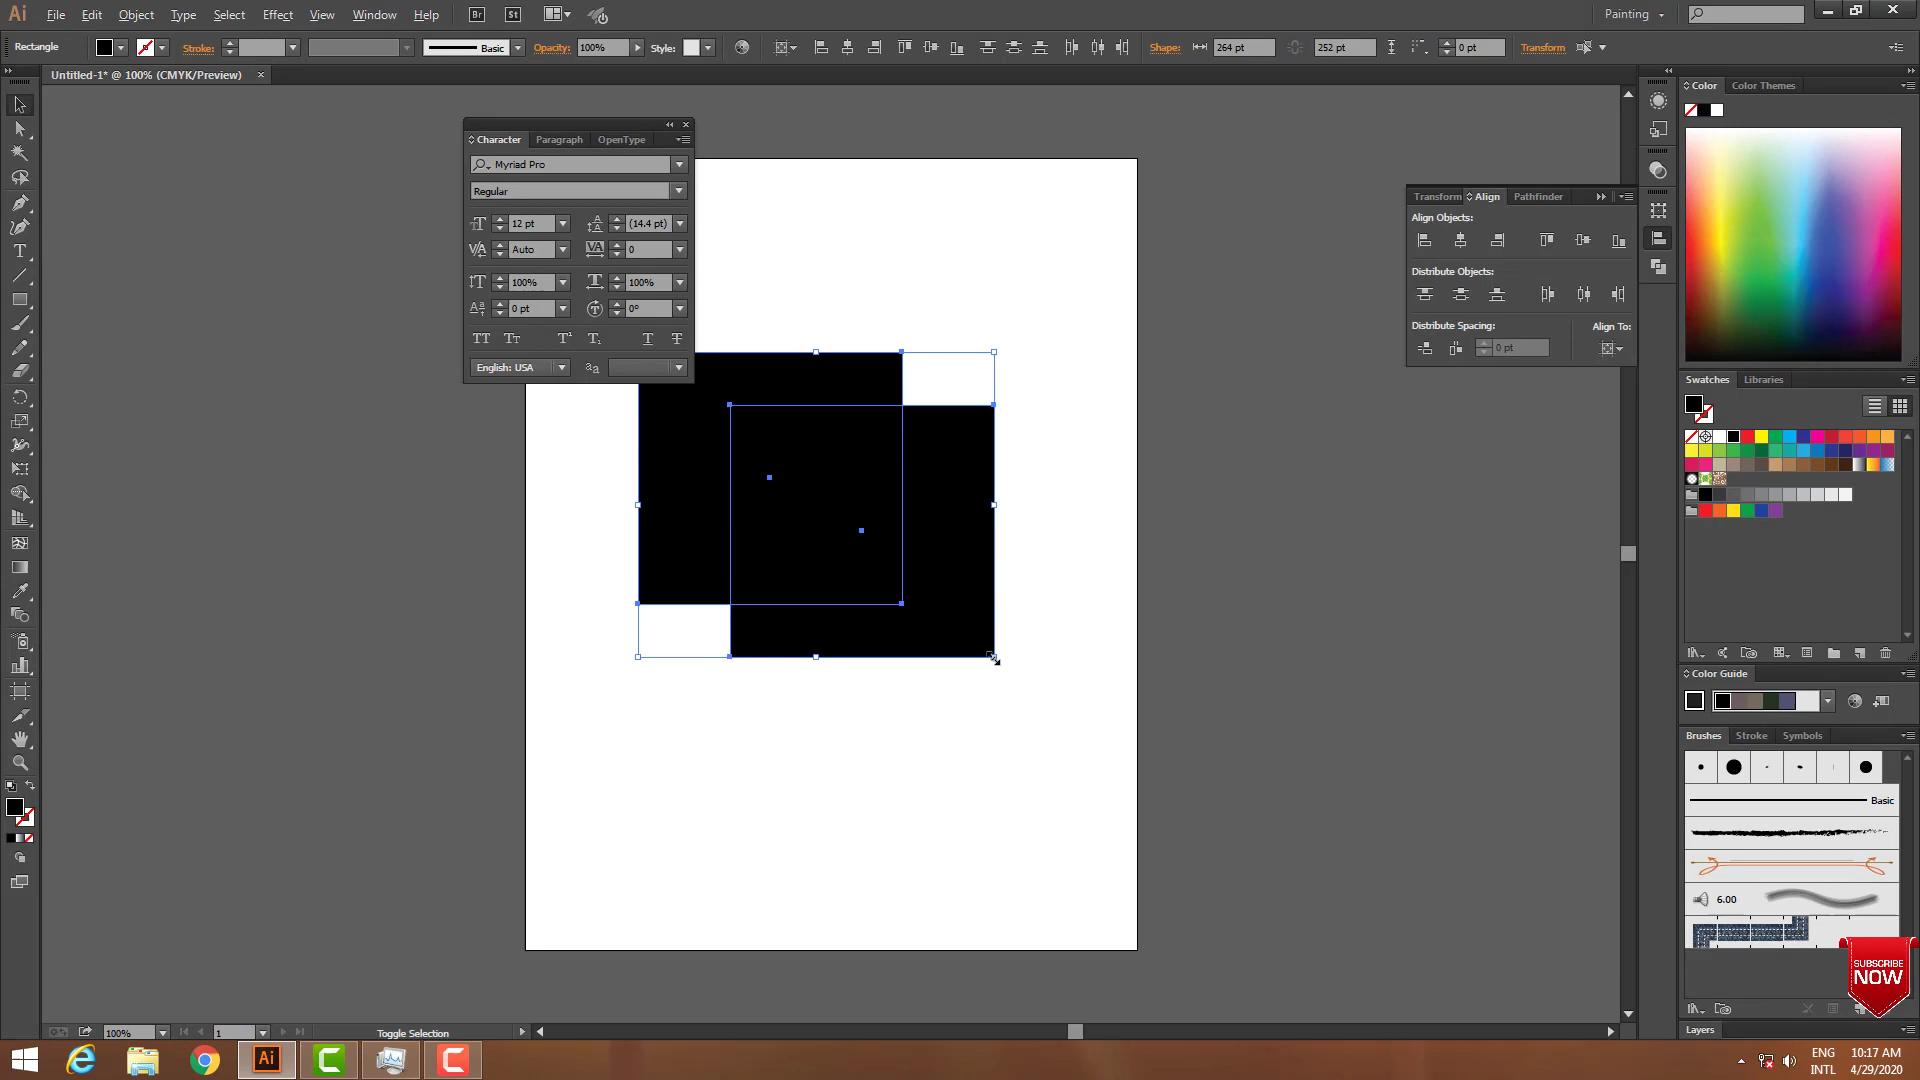 Ai File Edit Object Type Select Effect View Window Help Br St Painting
Rectangle Stroke: Basic Opacity: 100% Style: Shape: 264 pt 252 pt 0 pt Transform
Untitled-1* @ 100% (CMYK/Preview)
Character Paragraph OpenType
Myriad Pro
Regular
12 pt (14.4 pt)
Auto 0
100% 100%
0 pt 0°
English: USA
Transform Align Pathfinder
Align Objects:
Distribute Objects:
Distribute Spacing: Align To:
0 pt
Color Color Themes
Swatches Libraries
Color Guide
Brushes Stroke Symbols
Basic
6.00
SUBSCRIBE
NOW
Layers
100% 1 Toggle Selection
Ai
ENG 10:17 AM
INTL 4/29/2020